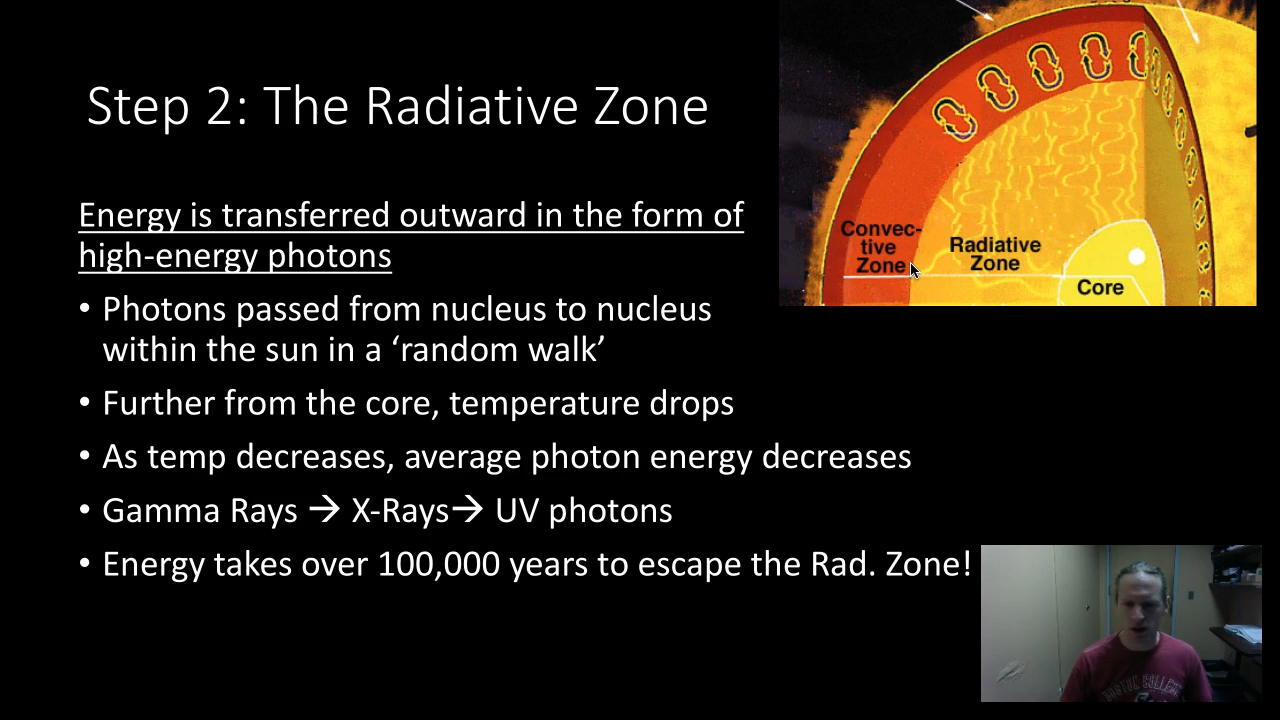 Step 2: The Radiative Zone
Energy is transferred outward in the form of
high-energy photons
• Photons passed from nucleus to nucleus
within the sun in a ‘random walk’
• Further from the core, temperature drops
• As temp decreases, average photon energy decreases
• Gamma Rays → X-Rays→ UV photons
• Energy takes over 100,000 years to escape the Rad. Zone!
Convec-
tive
Zone
Radiative
Zone
Core
BOSTON COLLEGE